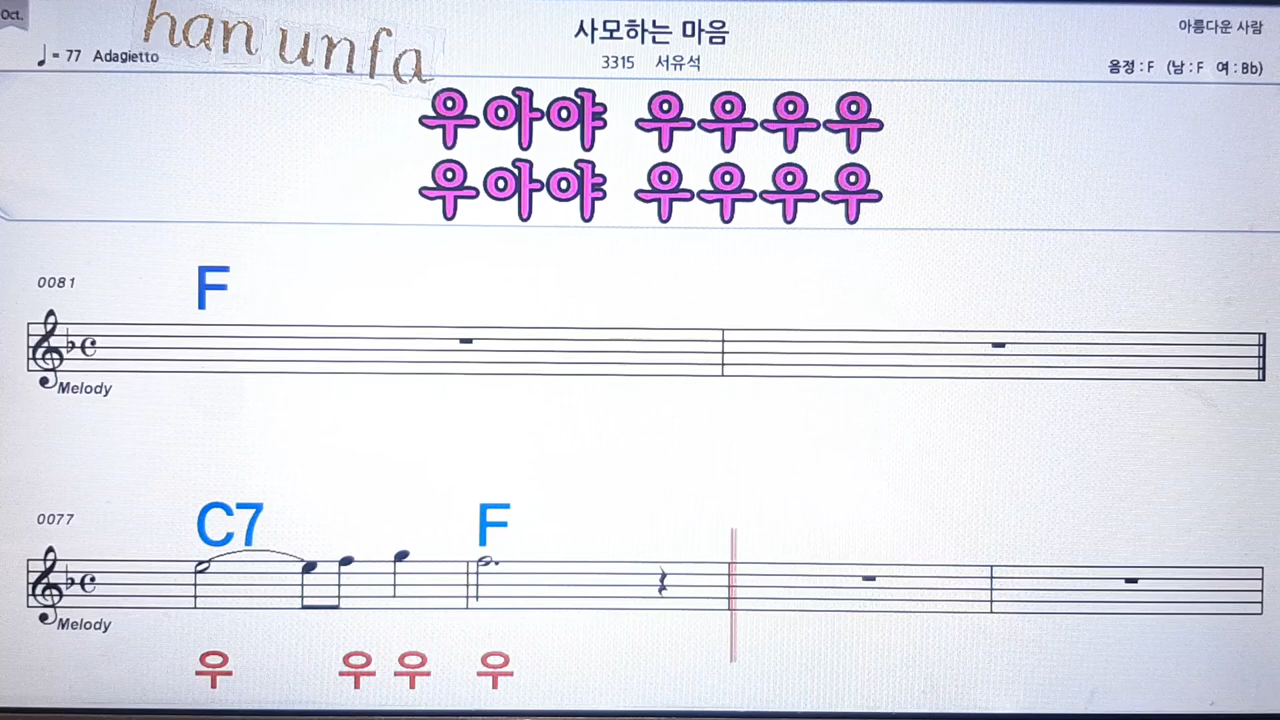 Oct.
han unfa
♩= 77 Adagietto
사모하는 마음
3315 서유석
아름다운 사람
음정 : F (남 : F 여 : Bb)
우아야 우우우우
우아야 우우우우
0081
F
Melody
0077
C7 F
Melody
우 우 우 우